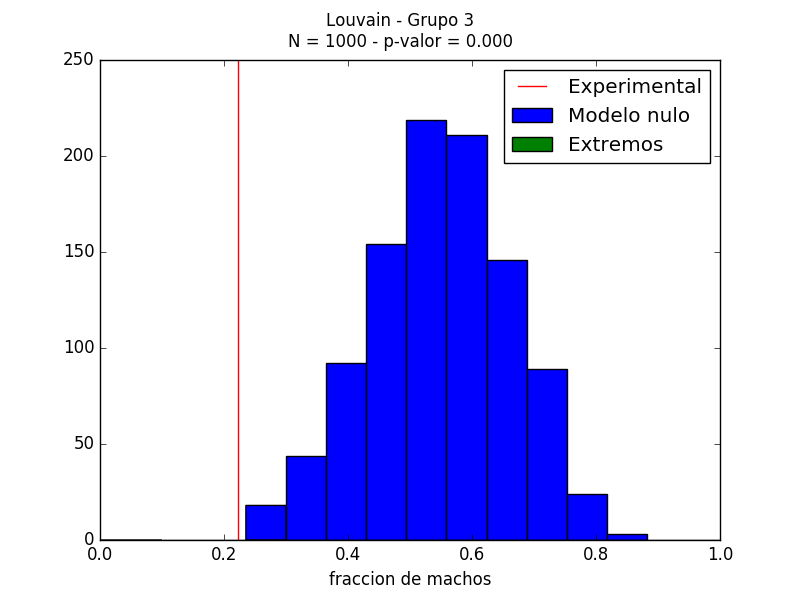 Louvain - Grupo 3
N = 1000 - p-valor = 0.000
250
200
150
100
50
0
Experimental
Modelo nulo
Extremos
0.0 0.2 0.4 0.6 0.8 1.0
fraccion de machos